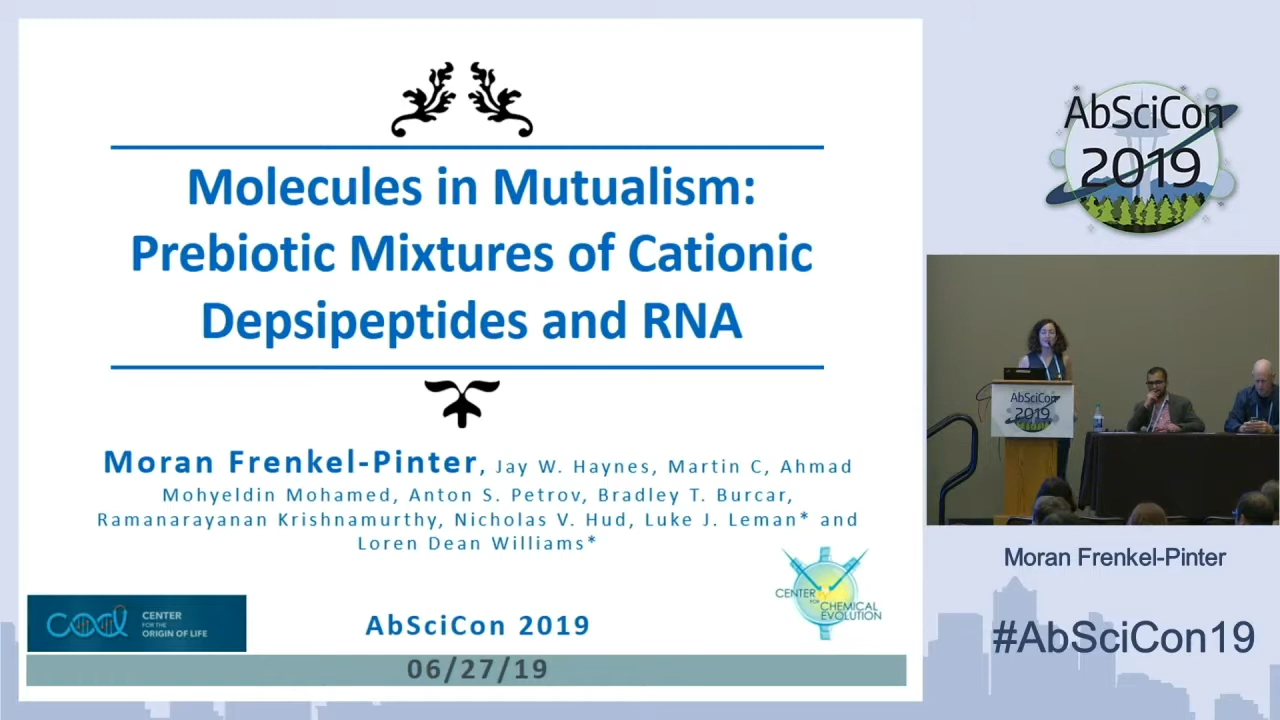 Molecules in Mutualism:
Prebiotic Mixtures of Cationic
Depsipeptides and RNA
Moran Frenkel-Pinter, Jay W. Haynes, Martin C, Ahmad
Mohyeldin Mohamed, Anton S. Petrov, Bradley T. Burcar,
Ramanarayanan Krishnamurthy, Nicholas V. Hud, Luke J. Leman* and
Loren Dean Williams*
COOL CENTER
FOR THE
ORIGIN OF LIFE
AbSciCon 2019
CENTER
FOR
CHEMICAL
EVOLUTION
06/27/19
AbSciCon
2019
AbSciCon
2019
Moran Frenkel-Pinter
#AbSciCon19